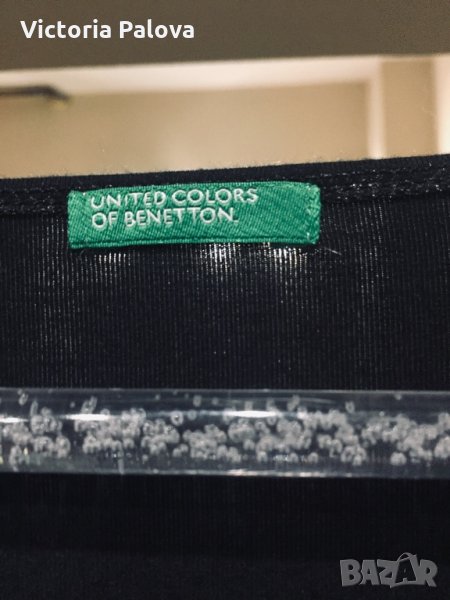 Victoria Palova
UNITED COLORS
OF BENETTON.
BAZAR